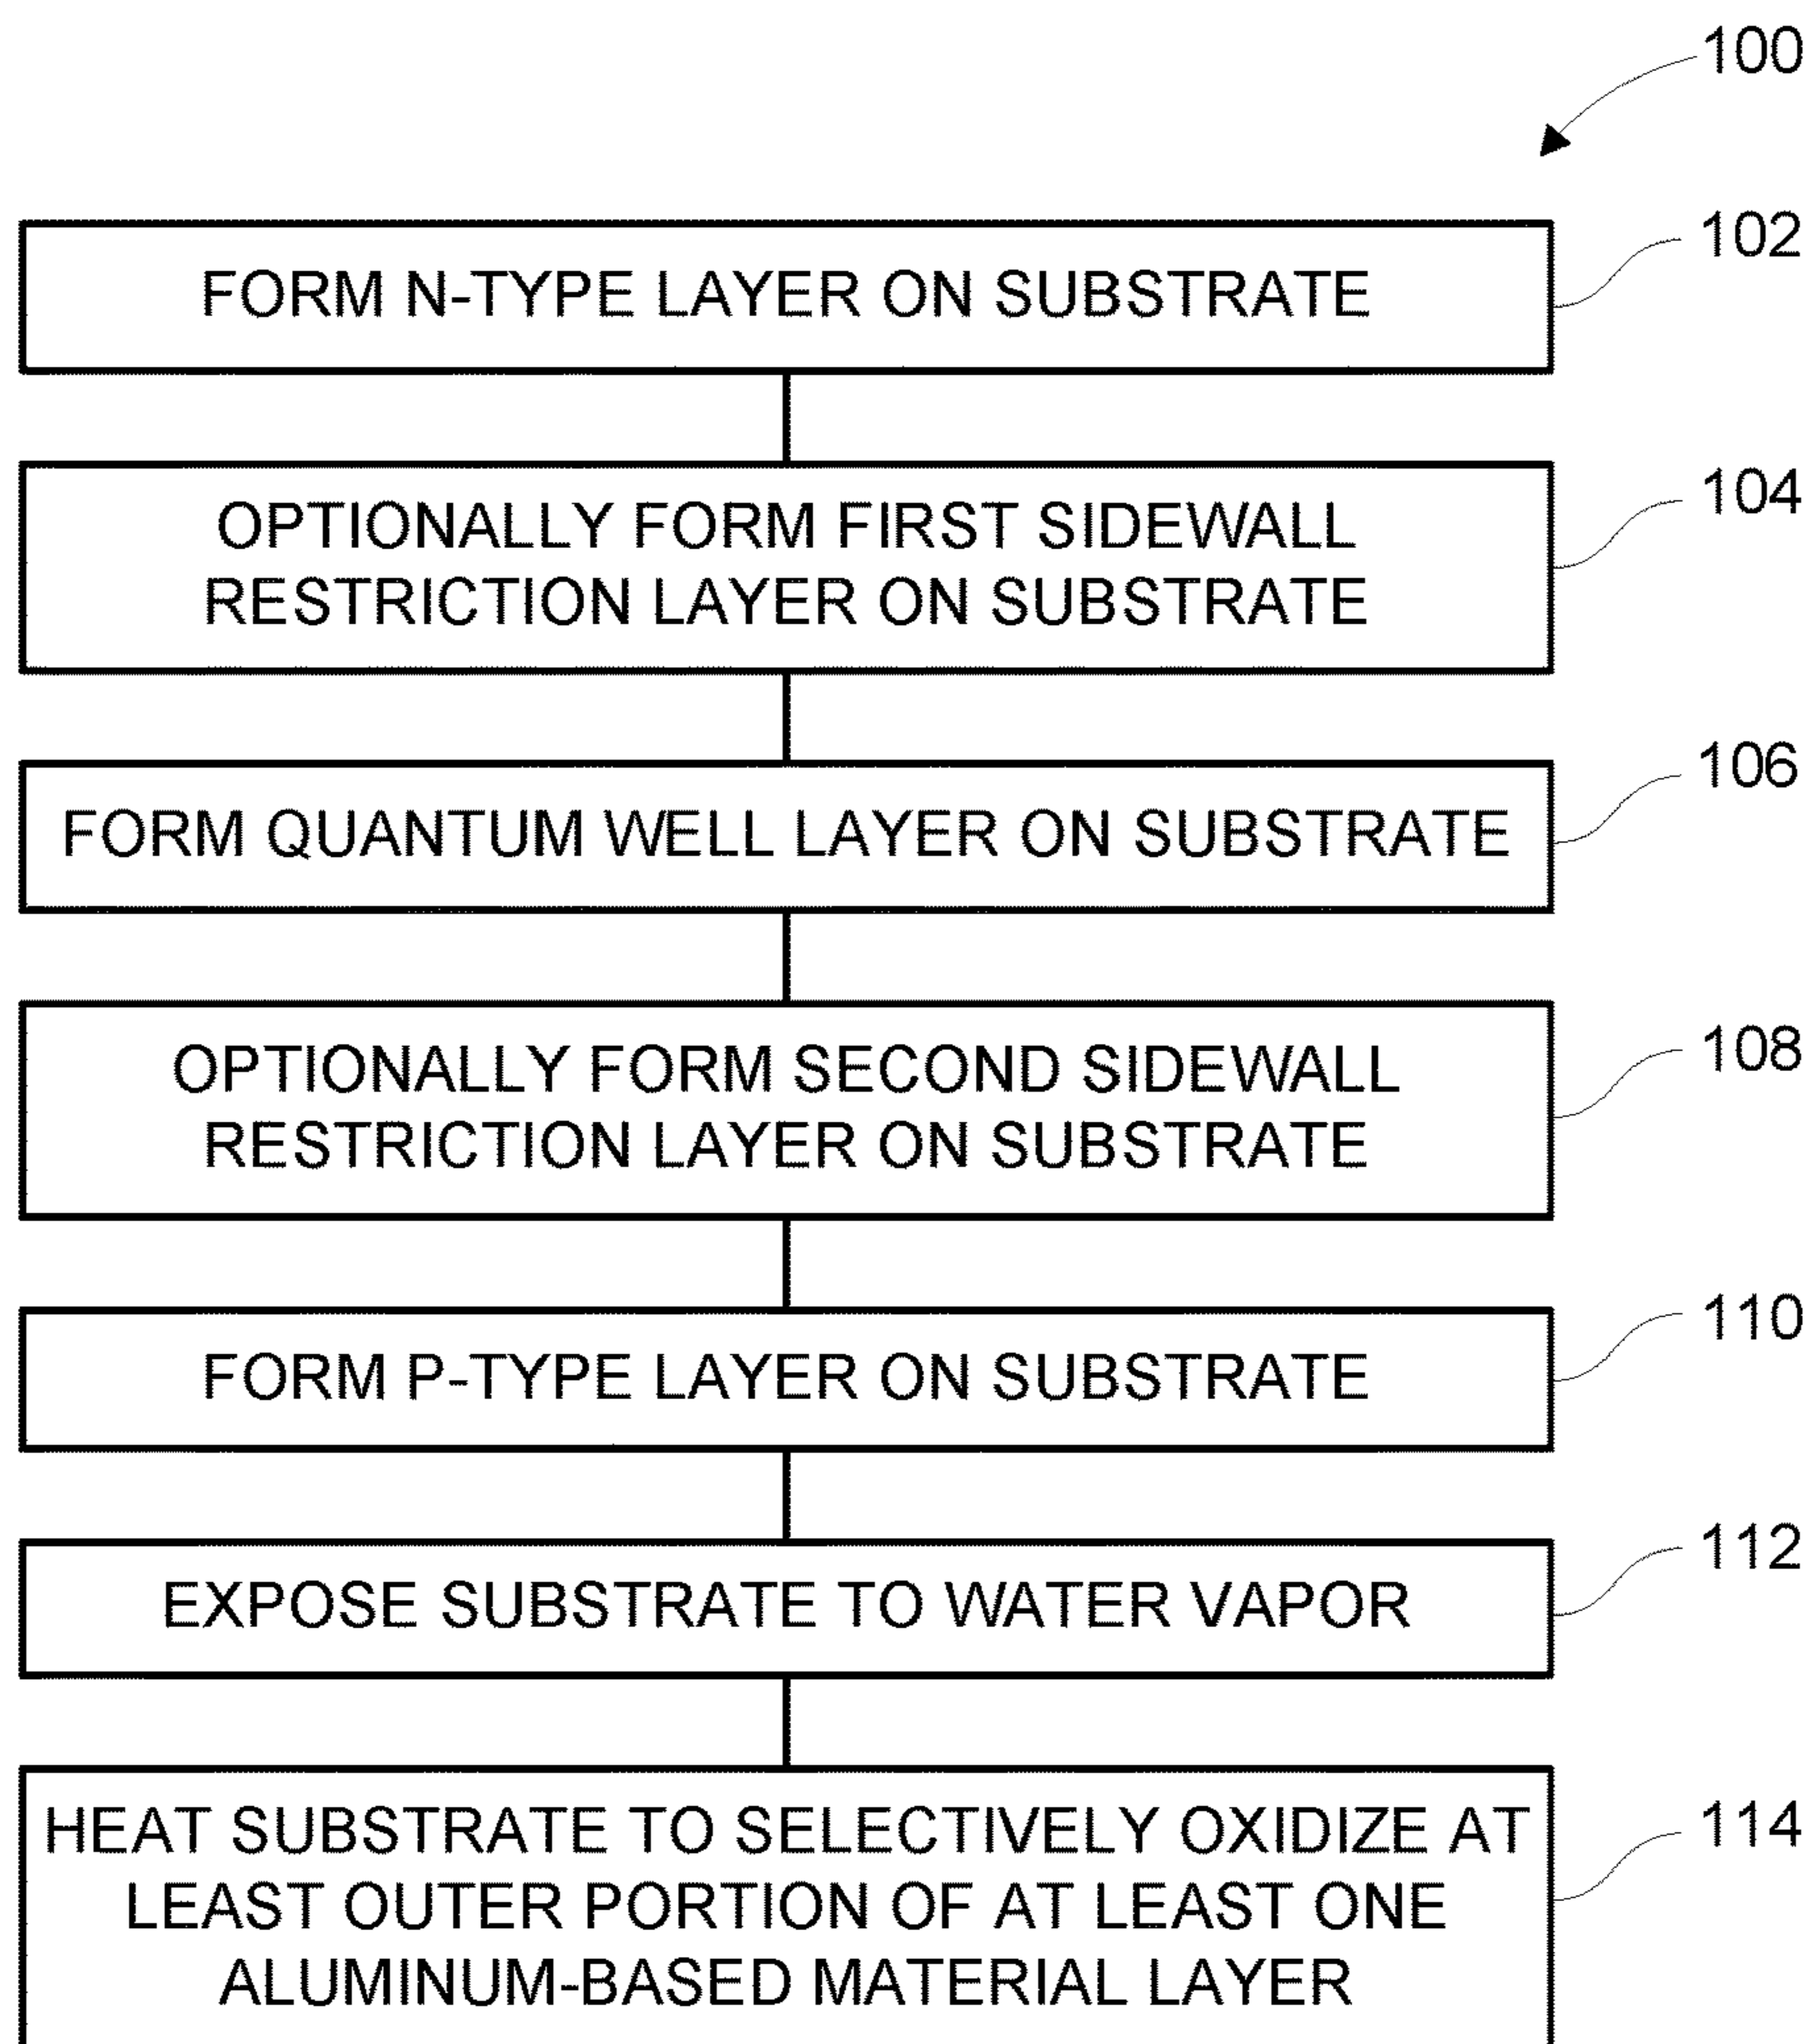 100
FORM N-TYPE LAYER ON SUBSTRATE
102
OPTIONALLY FORM FIRST SIDEWALL
RESTRICTION LAYER ON SUBSTRATE
104
FORM QUANTUM WELL LAYER ON SUBSTRATE
106
OPTIONALLY FORM SECOND SIDEWALL
RESTRICTION LAYER ON SUBSTRATE
108
FORM P-TYPE LAYER ON SUBSTRATE
110
EXPOSE SUBSTRATE TO WATER VAPOR
112
HEAT SUBSTRATE TO SELECTIVELY OXIDIZE AT
LEAST OUTER PORTION OF AT LEAST ONE
ALUMINUM-BASED MATERIAL LAYER
114